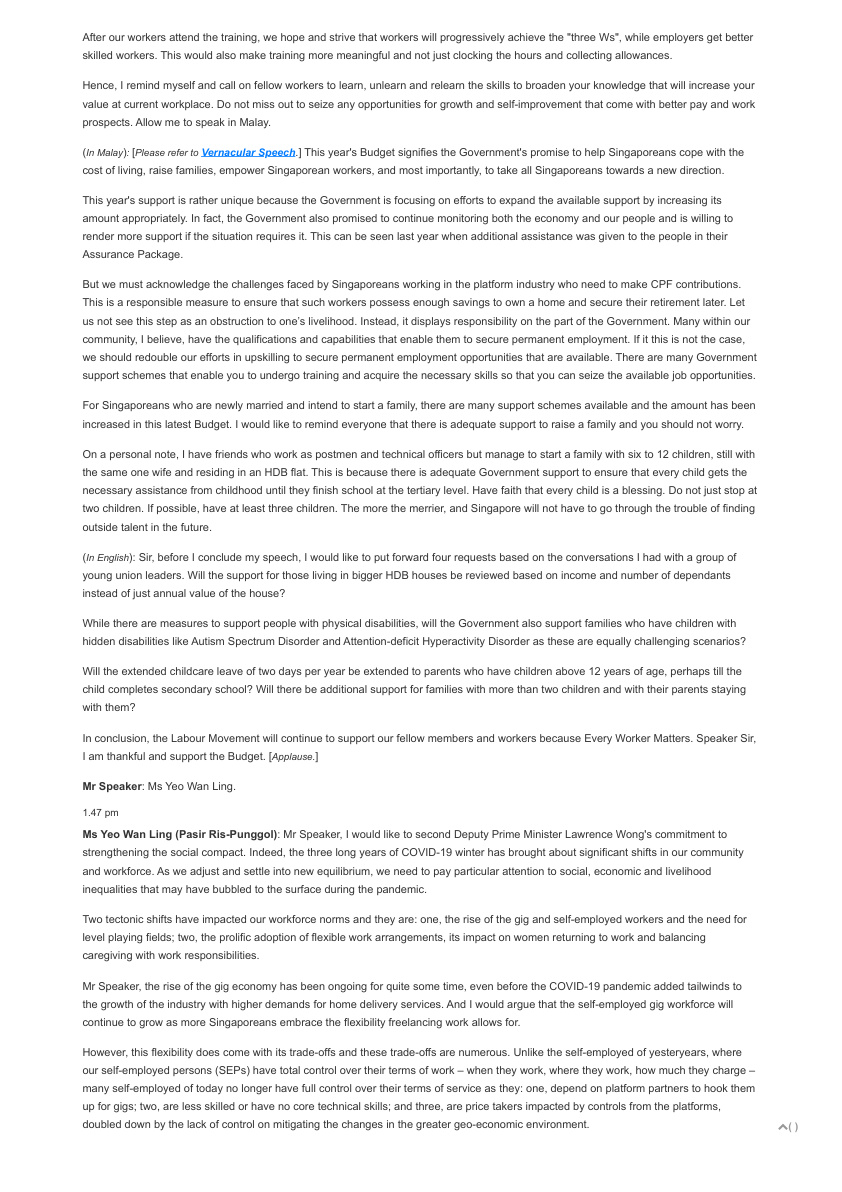 After our workers attend the training, we hope and strive that workers will progressively achieve the "three Ws", while employers get better
skilled workers. This would also make training more meaningful and not just clocking the hours and collecting allowances.
Hence, I remind myself and call on fellow workers to learn, unlearn and relearn the skills to broaden your knowledge that will increase your
value at current workplace. Do not miss out to seize any opportunities for growth and self-improvement that come with better pay and work
prospects. Allow me to speak in Malay.
(In Malay): [Please refer to Vernacular Speech.] This year's Budget signifies the Government's promise to help Singaporeans cope with the
cost of living, raise families, empower Singaporean workers, and most importantly, to take all Singaporeans towards a new direction.
This year's support is rather unique because the Government is focusing on efforts to expand the available support by increasing its
amount appropriately. In fact, the Government also promised to continue monitoring both the economy and our people and is willing to
render more support if the situation requires it. This can be seen last year when additional assistance was given to the people in their
Assurance Package.
But we must acknowledge the challenges faced by Singaporeans working in the platform industry who need to make CPF contributions.
This is a responsible measure to ensure that such workers possess enough savings to own a home and secure their retirement later. Let
us not see this step as an obstruction to one's livelihood. Instead, it displays responsibility on the part of the Government. Many within our
community, I believe, have the qualifications and capabilities that enable them to secure permanent employment. If it this is not the case,
we should redouble our efforts in upskilling to secure permanent employment opportunities that are available. There are many Government
support schemes that enable you to undergo training and acquire the necessary skills so that you can seize the available job opportunities.
For Singaporeans who are newly married and intend to start a family, there are many support schemes available and the amount has been
increased in this latest Budget. I would like to remind everyone that there is adequate support to raise a family and you should not worry.
On a personal note, I have friends who work as postmen and technical officers but manage to start a family with six to 12 children, still with
the same one wife and residing in an HDB flat. This is because there is adequate Government support to ensure that every child gets the
necessary assistance from childhood until they finish school at the tertiary level. Have faith that every child is a blessing. Do not just stop at
two children. If possible, have at least three children. The more the merrier, and Singapore will not have to go through the trouble of finding
outside talent in the future.
(In English): Sir, before I conclude my speech, I would like to put forward four requests based on the conversations I had with a group of
young union leaders. Will the support for those living in bigger HDB houses be reviewed based on income and number of dependants
instead of just annual value of the house?
While there are measures to support people with physical disabilities, will the Government also support families who have children with
hidden disabilities like Autism Spectrum Disorder and Attention-deficit Hyperactivity Disorder as these are equally challenging scenarios?
Will the extended childcare leave of two days per year be extended to parents who have children above 12 years of age, perhaps till the
child completes secondary school? Will there be additional support for families with more than two children and with their parents staying
with them?
In conclusion, the Labour Movement will continue to support our fellow members and workers because Every Worker Matters. Speaker Sir,
I am thankful and support the Budget. [Applause.]
Mr Speaker: Ms Yeo Wan Ling.
1.47 pm
Ms Yeo Wan Ling (Pasir Ris-Punggol): Mr Speaker, I would like to second Deputy Prime Minister Lawrence Wong's commitment to
strengthening the social compact. Indeed, the three long years of COVID-19 winter has brought about significant shifts in our community
and workforce. As we adjust and settle into new equilibrium, we need to pay particular attention to social, economic and livelihood
inequalities that may have bubbled to the surface during the pandemic.
Two tectonic shifts have impacted our workforce norms and they are: one, the rise of the gig and self-employed workers and the need for
level playing fields; two, the prolific adoption of flexible work arrangements, its impact on women returning to work and balancing
caregiving with work responsibilities.
Mr Speaker, the rise of the gig economy has been ongoing for quite some time, even before the COVID-19 pandemic added tailwinds to
the growth of the industry with higher demands for home delivery services. And I would argue that the self-employed gig workforce will
continue to grow as more Singaporeans embrace the flexibility freelancing work allows for.
However, this flexibility does come with its trade-offs and these trade-offs are numerous. Unlike the self-employed of yesteryears, where
our self-employed persons (SEPs) have total control over their terms of work – when they work, where they work, how much they charge –
many self-employed of today no longer have full control over their terms of service as they: one, depend on platform partners to hook them
up for gigs; two, are less skilled or have no core technical skills; and three, are price takers impacted by controls from the platforms,
doubled down by the lack of control on mitigating the changes in the greater geo-economic environment.
( )